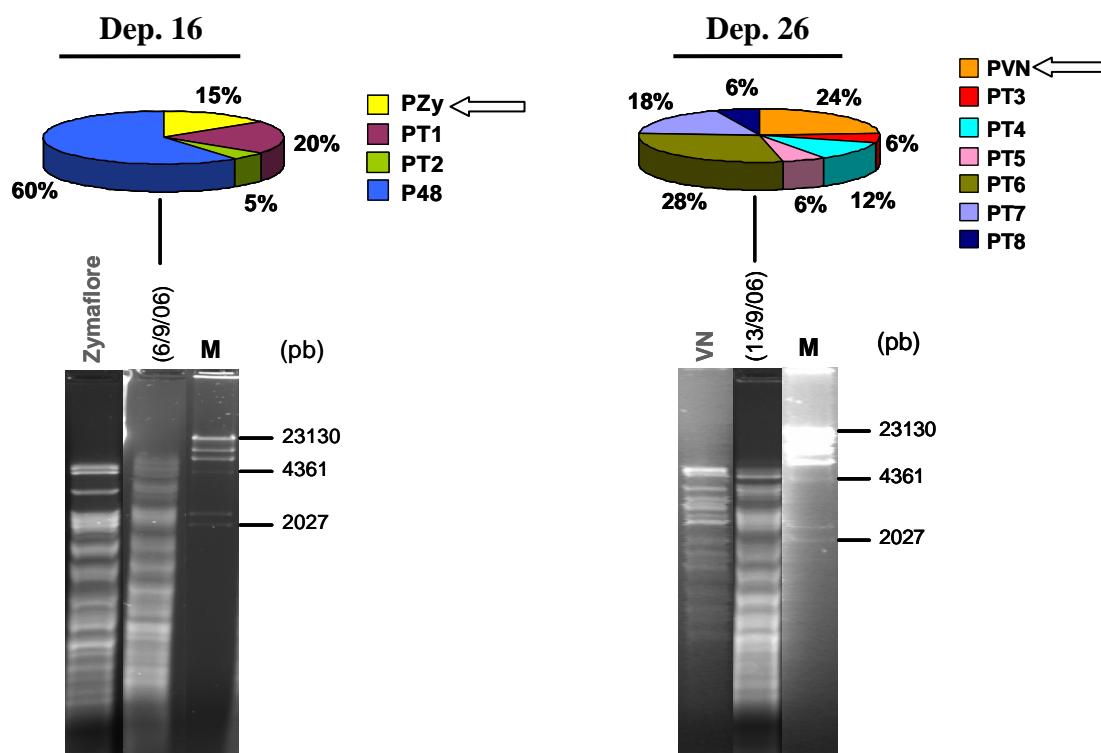 Dep. 16
15%
20%
5%
60%
PZy
PT1
PT2
P48
Zymaflore
(6/9/06)
M
(pb)
23130
4361
2027
Dep. 26
6%
24%
18%
6%
28%
6%
12%
PVN
PT3
PT4
PT5
PT6
PT7
PT8
VN
(13/9/06)
M
(pb)
23130
4361
2027